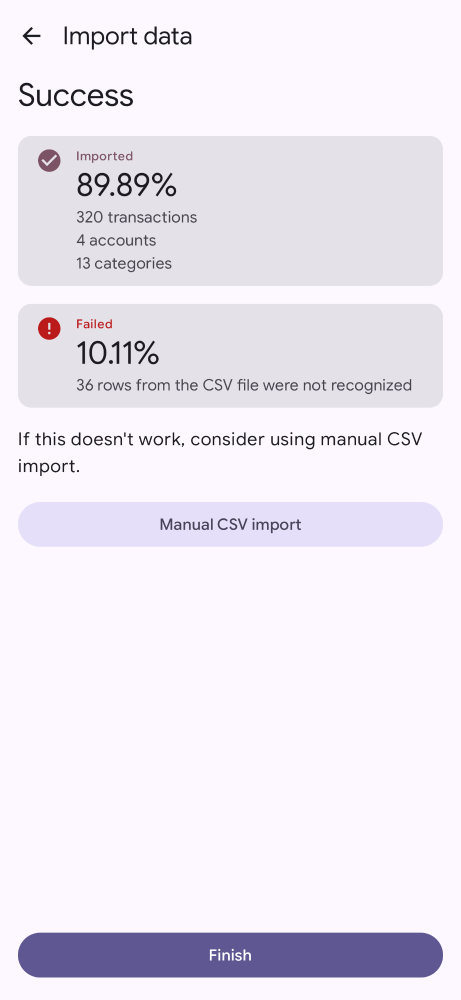 Import data
Success
Imported
89.89%
320 transactions
4 accounts
13 categories
Failed
10.11%
36 rows from the CSV file were not recognized
If this doesn't work, consider using manual CSV
import.
Manual CSV import
Finish